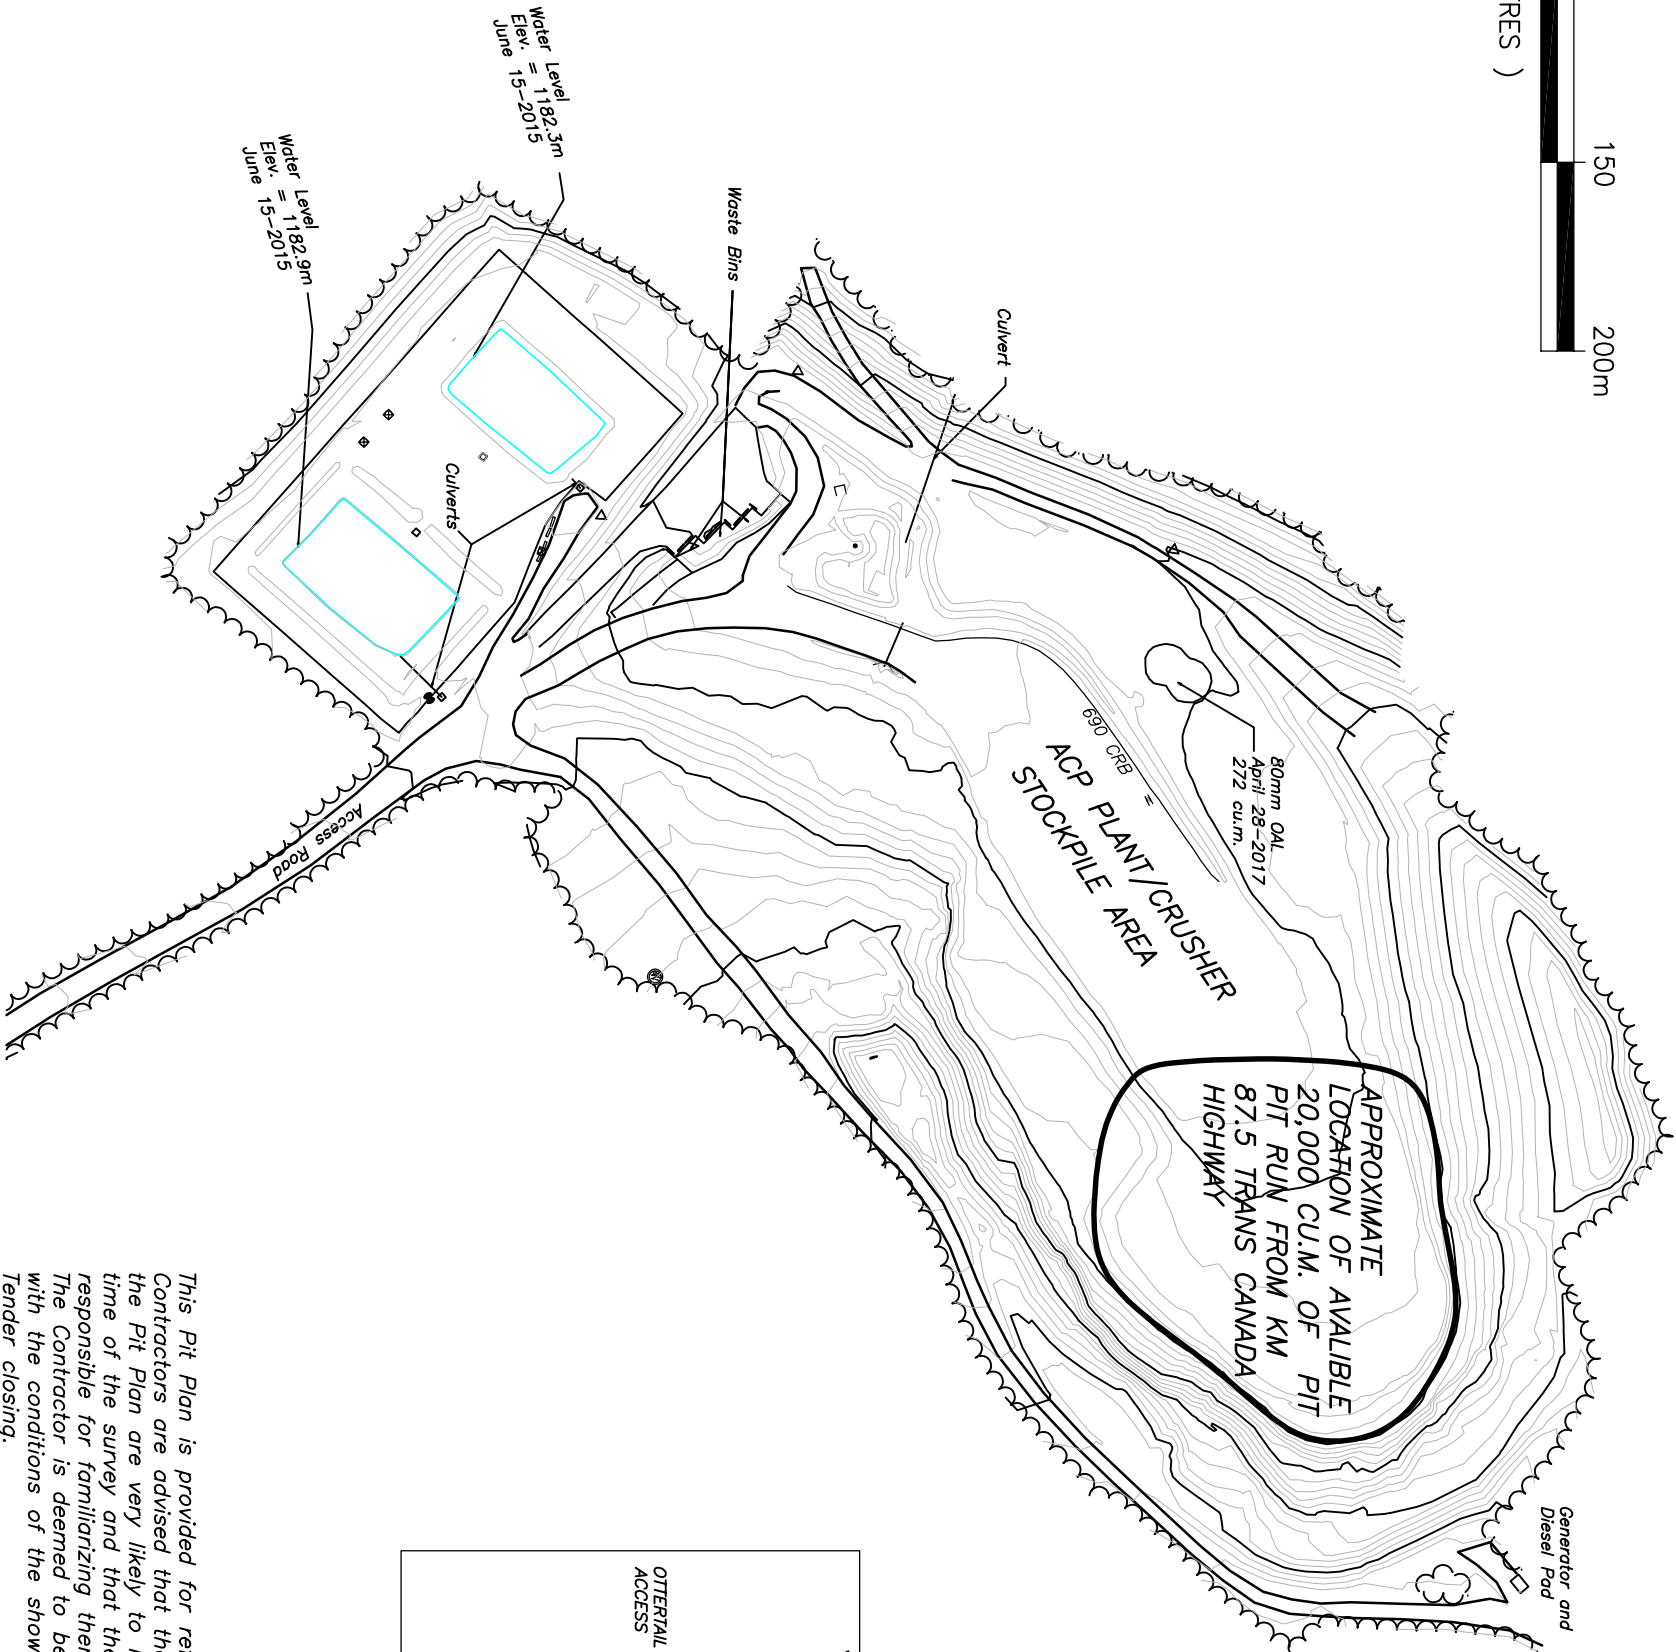 TRES )
150
200m
Water Level
Elev. = 1182.3m
June 15-2015
Water Level
Elev. = 1182.9m
June 15-2015
Waste Bins
Culvert
Culverts
690 CRB =
80mm OAL
April 28-2017
272 cu.m.
ACP PLANT/CRUSHER
STOCKPILE AREA
Access Road
APPROXIMATE
LOCATION OF AVALIBLE
20,000 CU.M. OF PIT
PIT RUN FROM KM
87.5 TRANS CANADA
HIGHWAY
Generator and
Diesel Pad
OTTERTAIL
ACCESS
This Pit Plan is provided for
Contractors are advised that
the Pit Plan are very likely to
time of the survey and that the
responsible for familiarizing
The Contractor is deemed to
with the conditions of the
Tender closing.